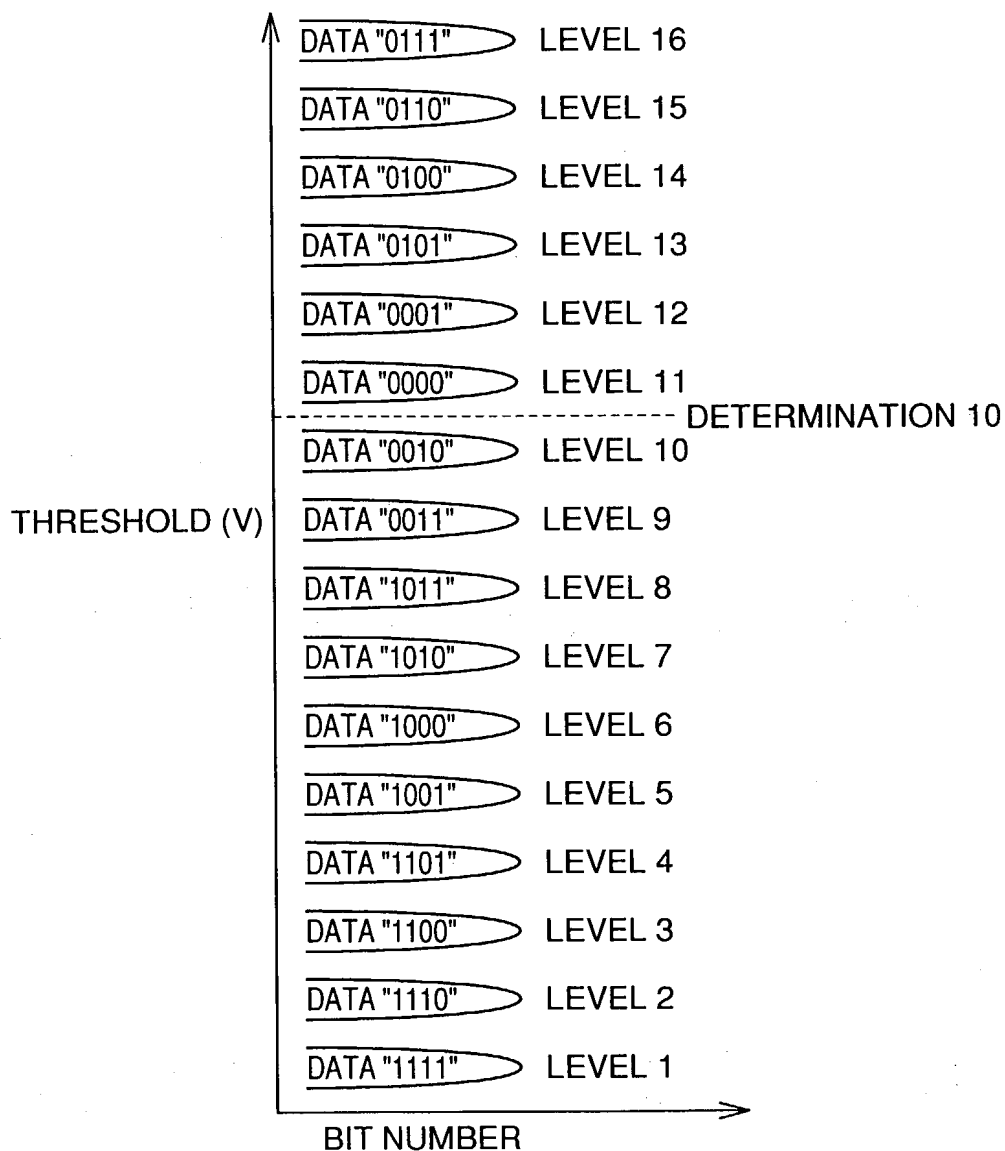 DATA "0111" LEVEL 16
DATA "0110" LEVEL 15
DATA "0100" LEVEL 14
DATA "0101" LEVEL 13
DATA "0001" LEVEL 12
DATA "0000" LEVEL 11
DETERMINATION 10
DATA "0010" LEVEL 10
THRESHOLD (V)
DATA "0011" LEVEL 9
DATA "1011" LEVEL 8
DATA "1010" LEVEL 7
DATA "1000" LEVEL 6
DATA "1001" LEVEL 5
DATA "1101" LEVEL 4
DATA "1100" LEVEL 3
DATA "1110" LEVEL 2
DATA "1111" LEVEL 1
BIT NUMBER